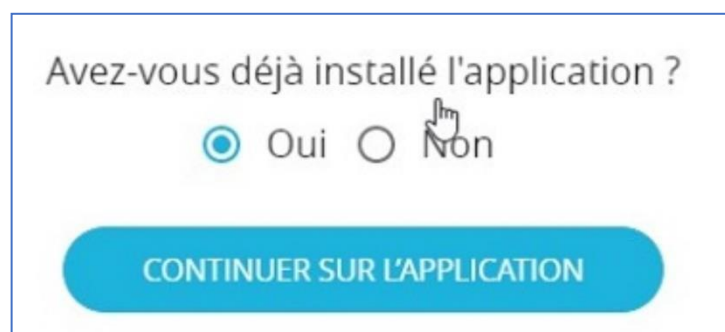 Avez-vous déjà installé l'application ?
Oui Non
CONTINUER SUR L’APPLICATION